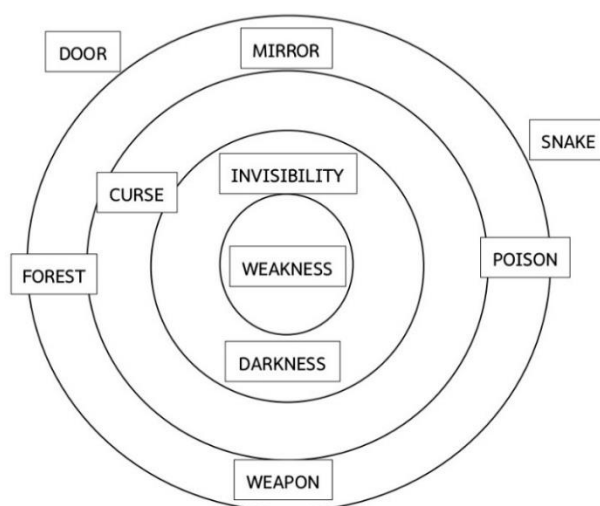 DOOR
MIRROR
SNAKE
INVISIBILITY
CURSE
POISON
WEAKNESS
FOREST
DARKNESS
WEAPON